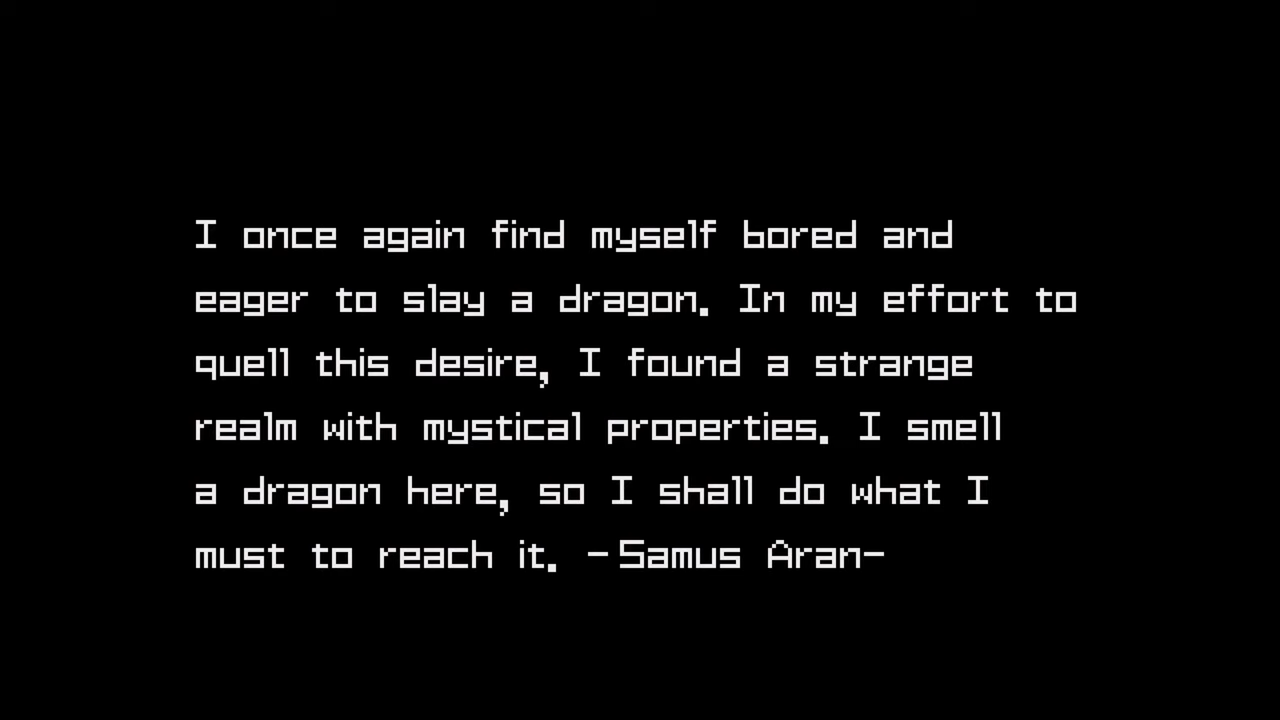 I once again find myself bored and
eager to slay a dragon. In my effort to
quell this desire, I found a strange
realm with mystical properties. I smell
a dragon here, so I shall do what I
must to reach it. -Samus Aran-